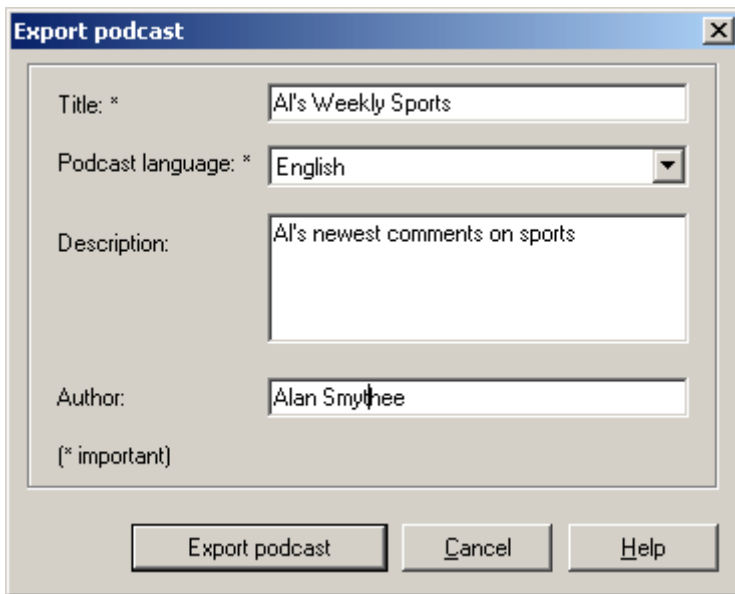 Export podcast
Title: * Al's Weekly Sports
Podcast language: * English
Description: Al's newest comments on sports
Author: Alan Smythee
(* important)
Export podcast Cancel Help